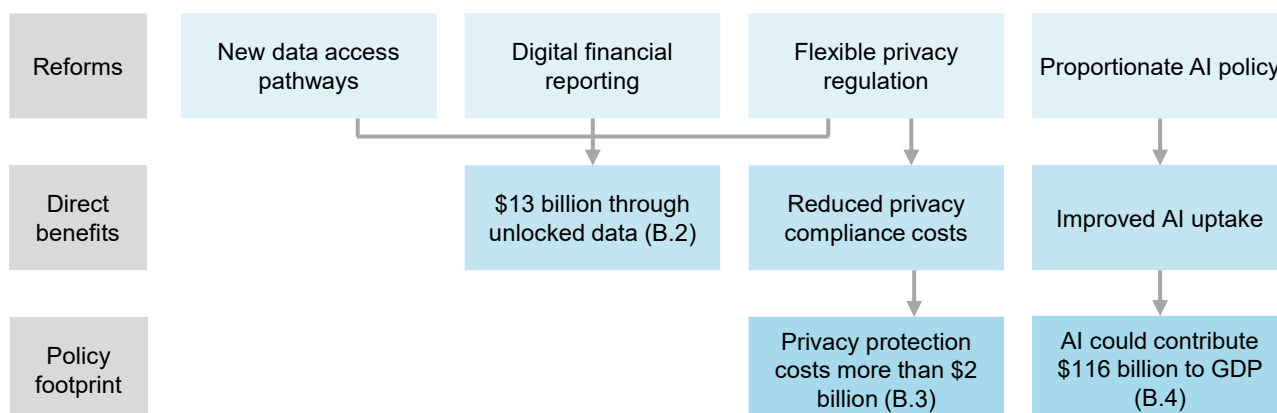 Reforms
New data access
pathways
Digital financial
reporting
Flexible privacy
regulation
Proportionate AI policy
Direct
benefits
$13 billion through
unlocked data (B.2)
Reduced privacy
compliance costs
Improved AI uptake
Policy
footprint
Privacy protection
costs more than $2
billion (B.3)
AI could contribute
$116 billion to GDP
(B.4)